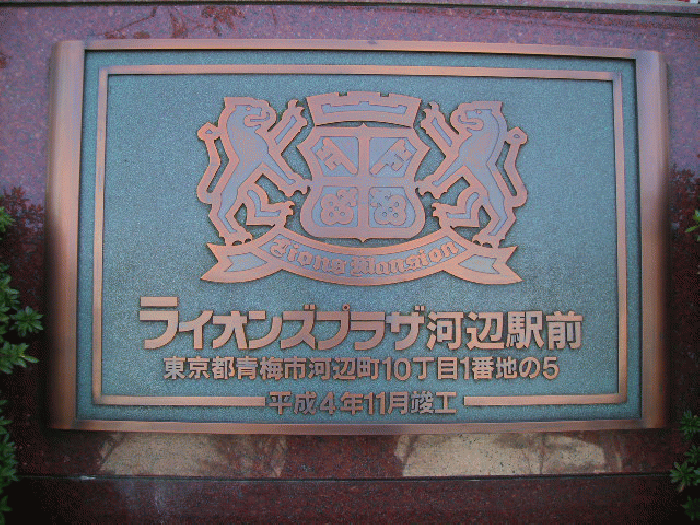 Lions Mansion
ライオンズプラザ河辺駅前
東京都青梅市河辺町10丁目1番地の5
平成4年11月竣工